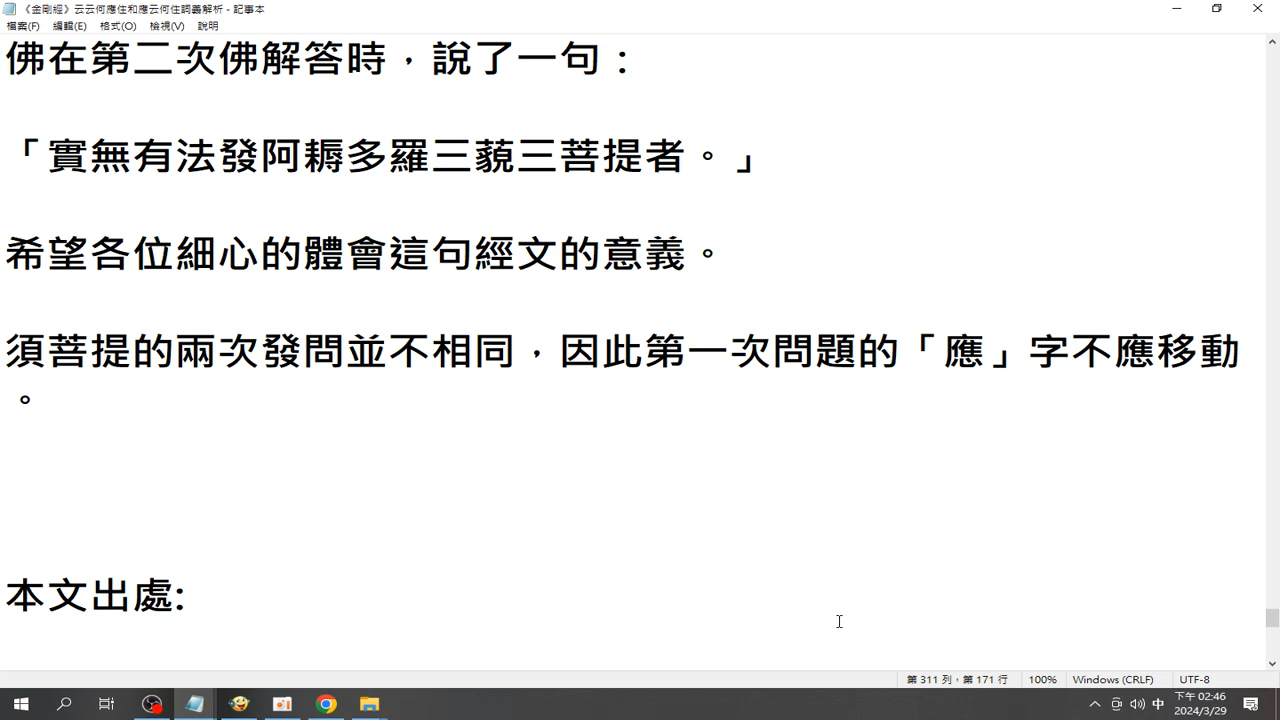 《金剛經》云云何應住和應云何住詞義解析 - 記事本
檔案(F) 編輯(E) 格式(O) 檢視(V) 說明
佛在第二次佛解答時，說了一句：
「實無有法發阿耨多羅三藐三菩提者。」
希望各位細心的體會這句經文的意義。
須菩提的兩次發問並不相同，因此第一次問題的「應」字不應移動
。
本文出處:
第 311 列，第 171 行 100% Windows (CRLF) UTF-8
中 下午 02:46
2024/3/29